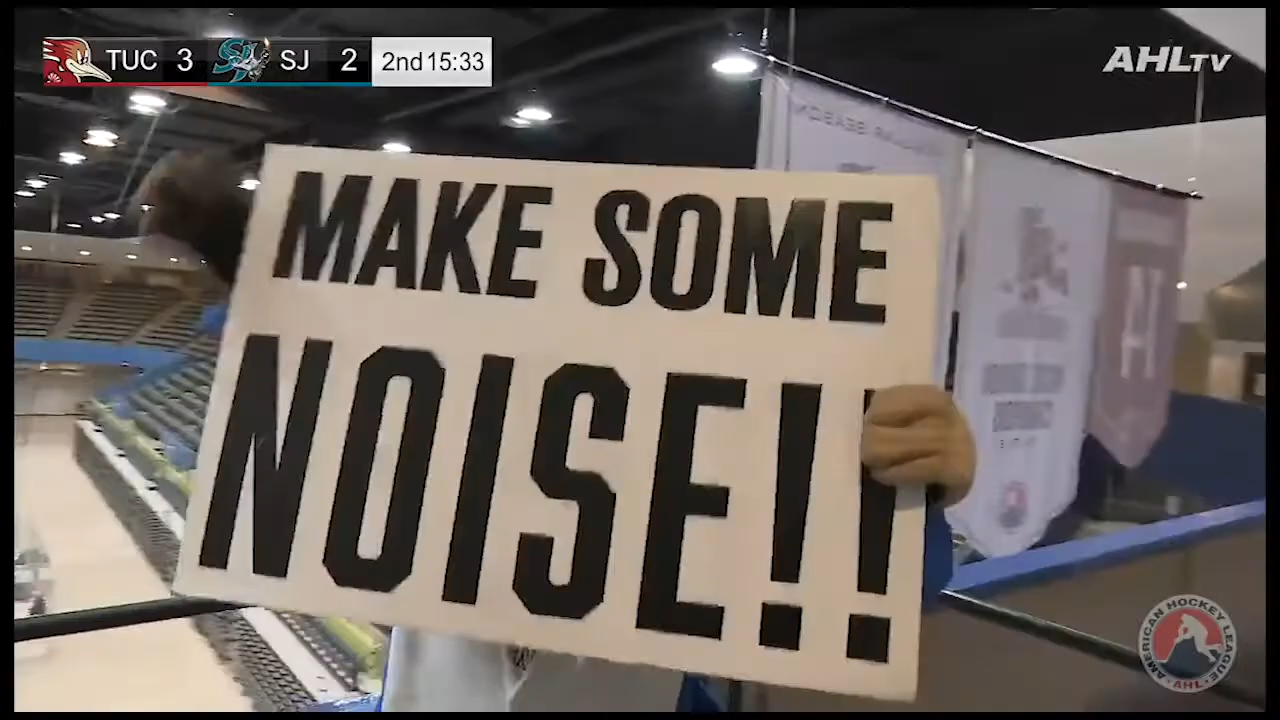 TUC 3 SJ 2 2nd 15:33
AHLTV
MAKE SOME
NOISE!!
AMERICAN HOCKEY LEAGUE
AHL